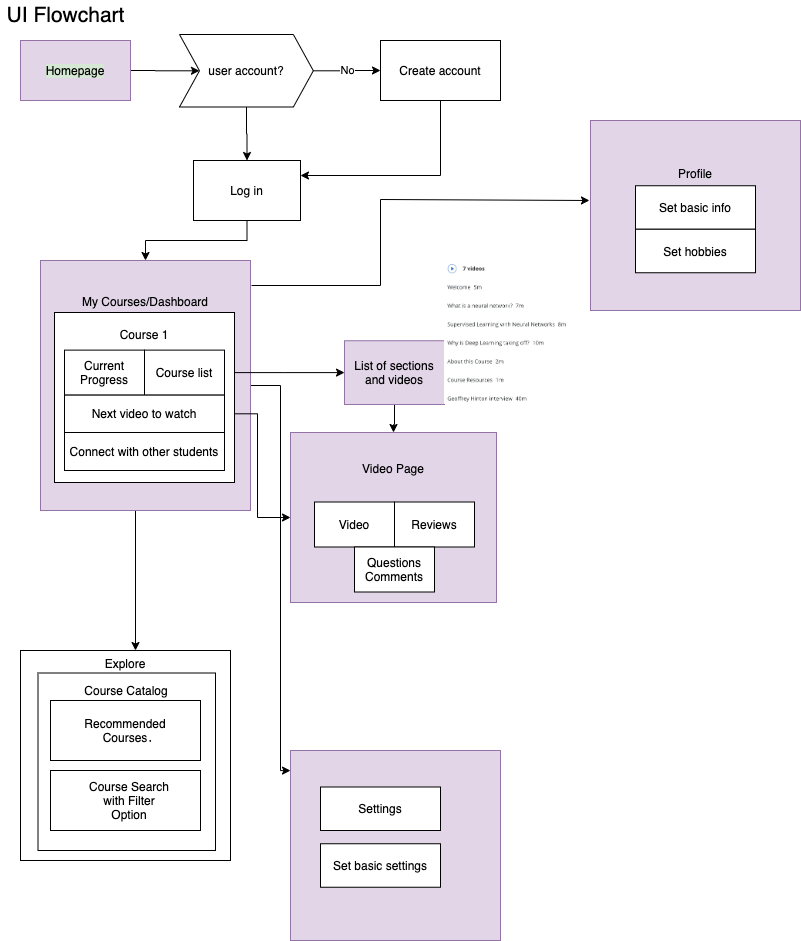 UI Flowchart
Homepage
user account?
No
Create account
Log in
Profile
Set basic info
Set hobbies
My Courses/Dashboard
Course 1
Current
Progress
Course list
Next video to watch
Connect with other students
List of sections
and videos
7 videos
Welcome 5m
What is a neural network? 7m
Supervised Learning with Neural Networks 8m
Why is Deep Learning taking off? 10m
About this Course 2m
Course Resources 1m
Geoffrey Hinton Interview 40m
Video Page
Video
Reviews
Questions
Comments
Explore
Course Catalog
Recommended
Courses.
Course Search
with Filter
Option
Settings
Set basic settings